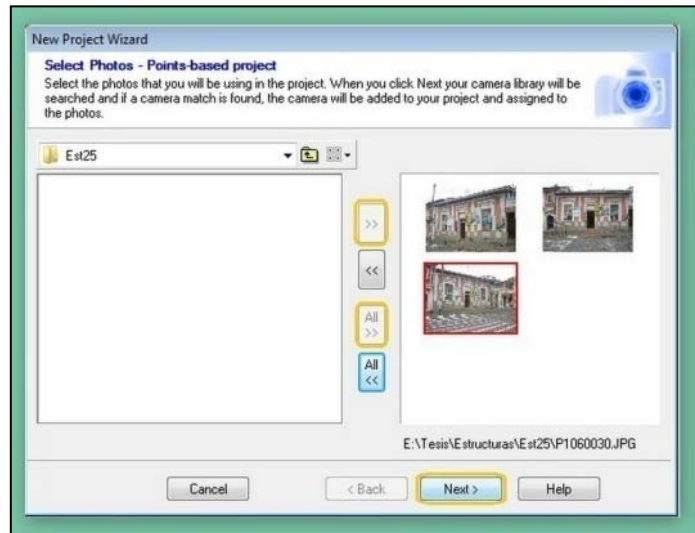 New Project Wizard
Select Photos - Points-based project
Select the photos that you will be using in the project. When you click Next your camera library will be
searched and if a camera match is found, the camera will be added to your project and assigned to
the photos.
Est25
>>
<<
All
>>
All
<<
E:\Tesis\Estructuras\Est25\P1060030.JPG
Cancel
< Back
Next >
Help